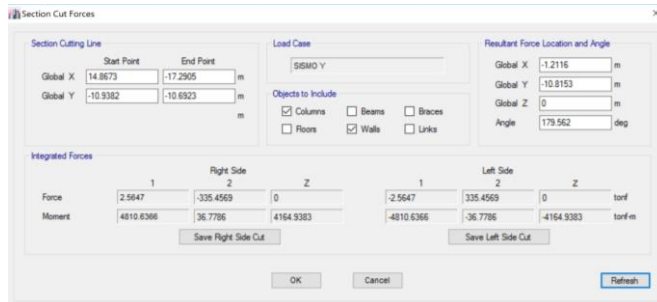 Section Cut Forces
Section Cutting Line
Start Point End Point
Global X 14.8673 -17.2905 m
Global Y -10.9382 -10.6923 m
m
Load Case
SISMO Y
Objects to Include
Columns Beams Braces
Floors Walls Links
Resultant Force Location and Angle
Global X -1.2116 m
Global Y -10.8153 m
Global Z 0 m
Angle 179.562 deg
Integrated Forces
Right Side Left Side
1 2 Z 1 2 Z
Force 2.5647 -335.4569 0 -2.5647 335.4569 0 tonf
Moment 4810.6366 36.7786 4164.9383 -4810.6366 -36.7786 -4164.9383 tonf-m
Save Right Side Cut Save Left Side Cut
OK Cancel Refresh